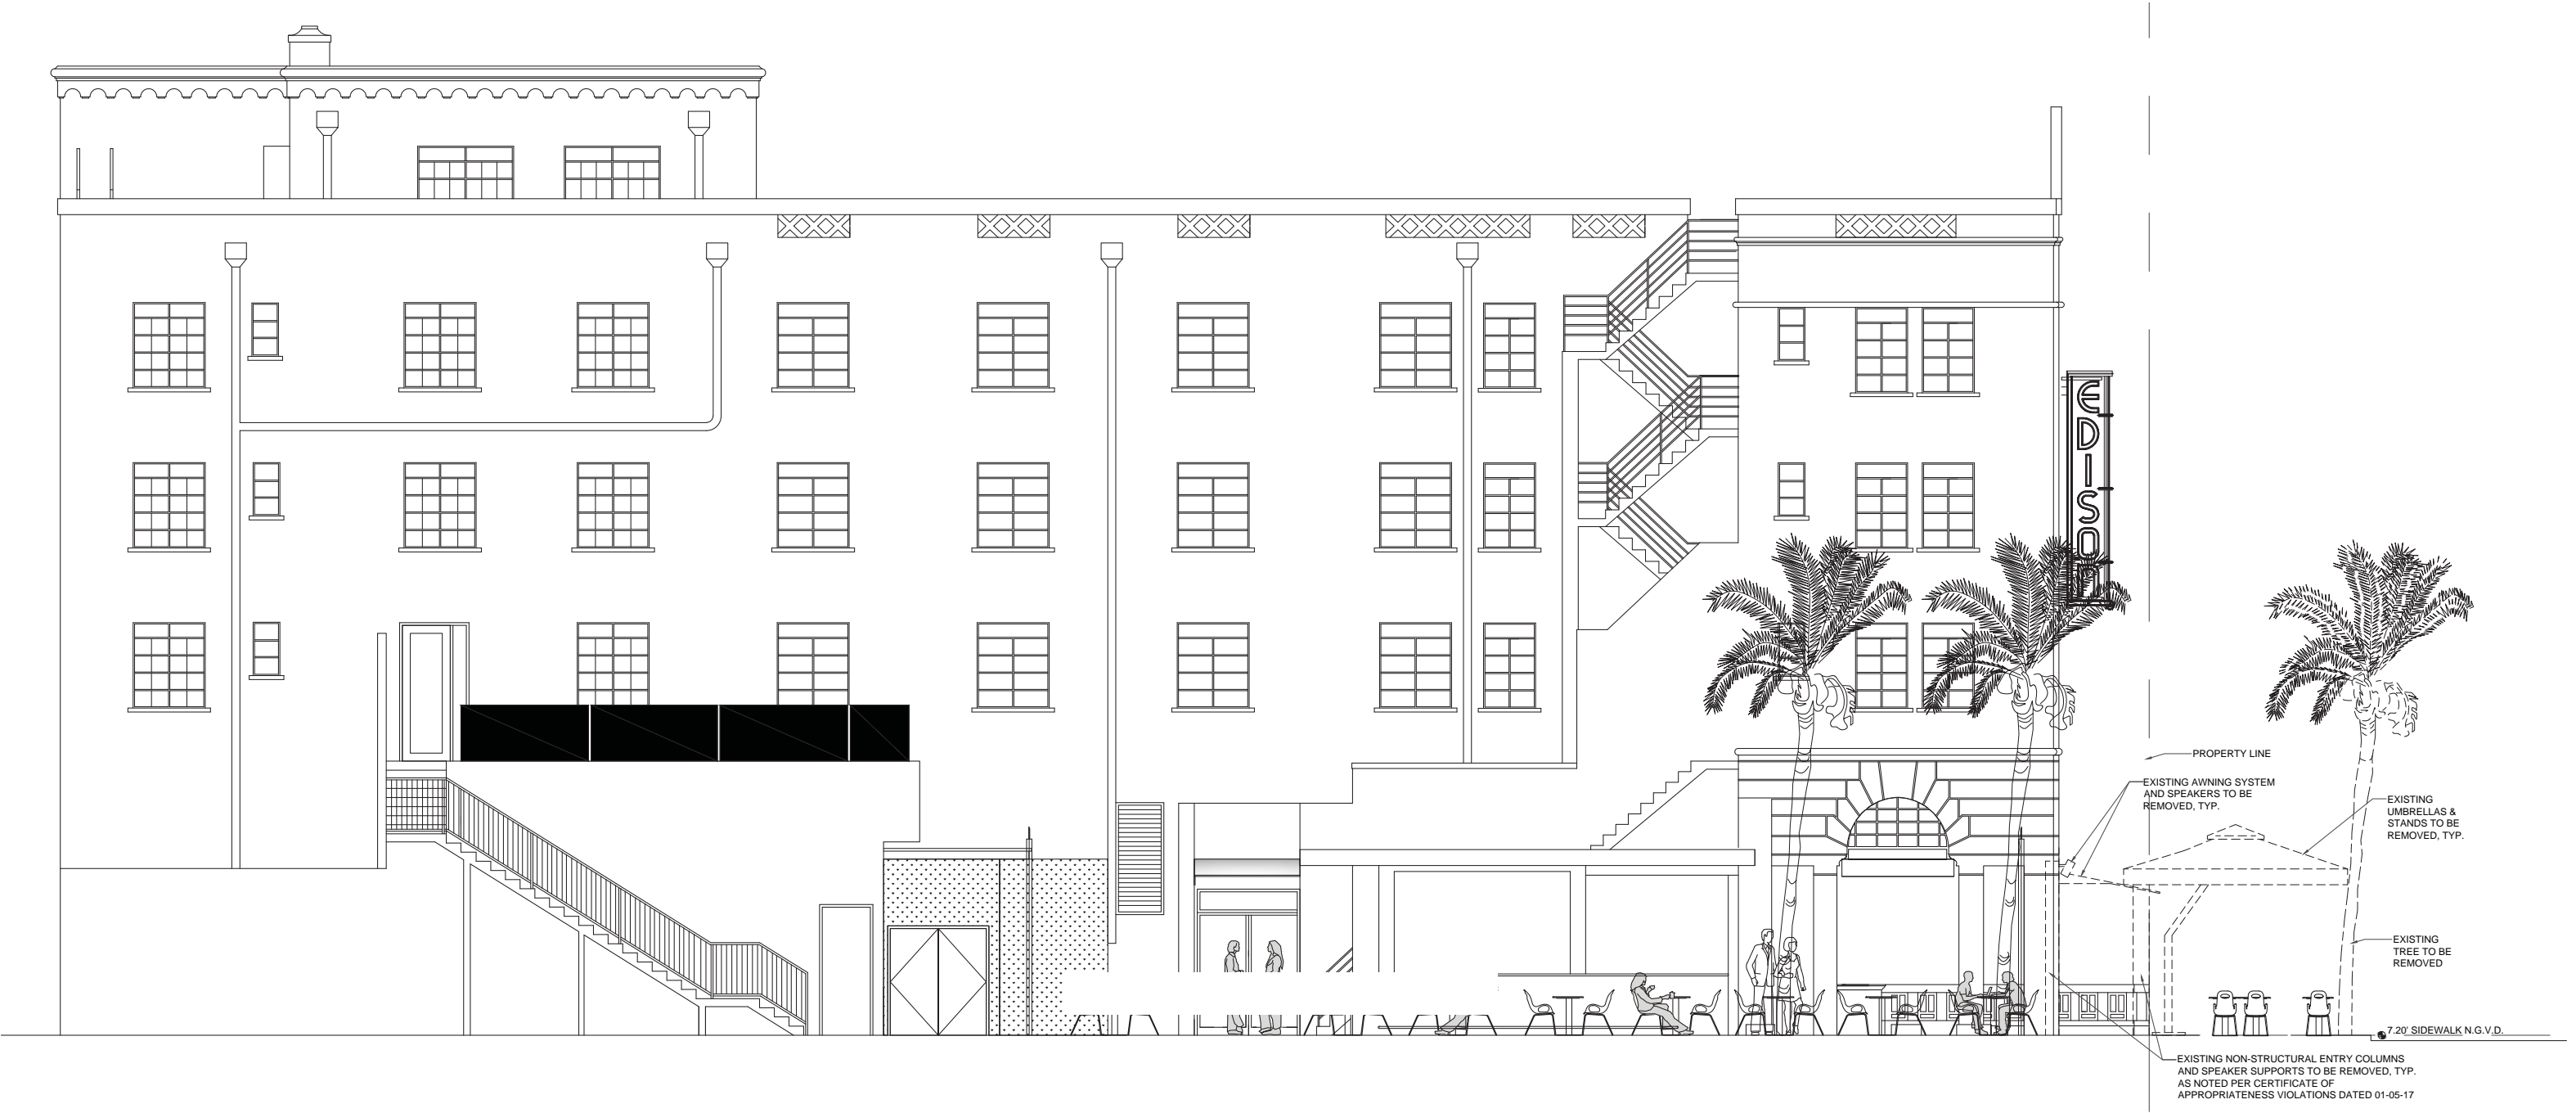 EDISON
PROPERTY LINE
EXISTING AWNING SYSTEM
AND SPEAKERS TO BE
REMOVED, TYP.
EXISTING
UMBRELLAS &
STANDS TO BE
REMOVED, TYP.
EXISTING
TREE TO BE
REMOVED
7.20' SIDEWALK N.G.V.D.
EXISTING NON-STRUCTURAL ENTRY COLUMNS
AND SPEAKER SUPPORTS TO BE REMOVED, TYP.
AS NOTED PER CERTIFICATE OF
APPROPRIATENESS VIOLATIONS DATED 01-05-17